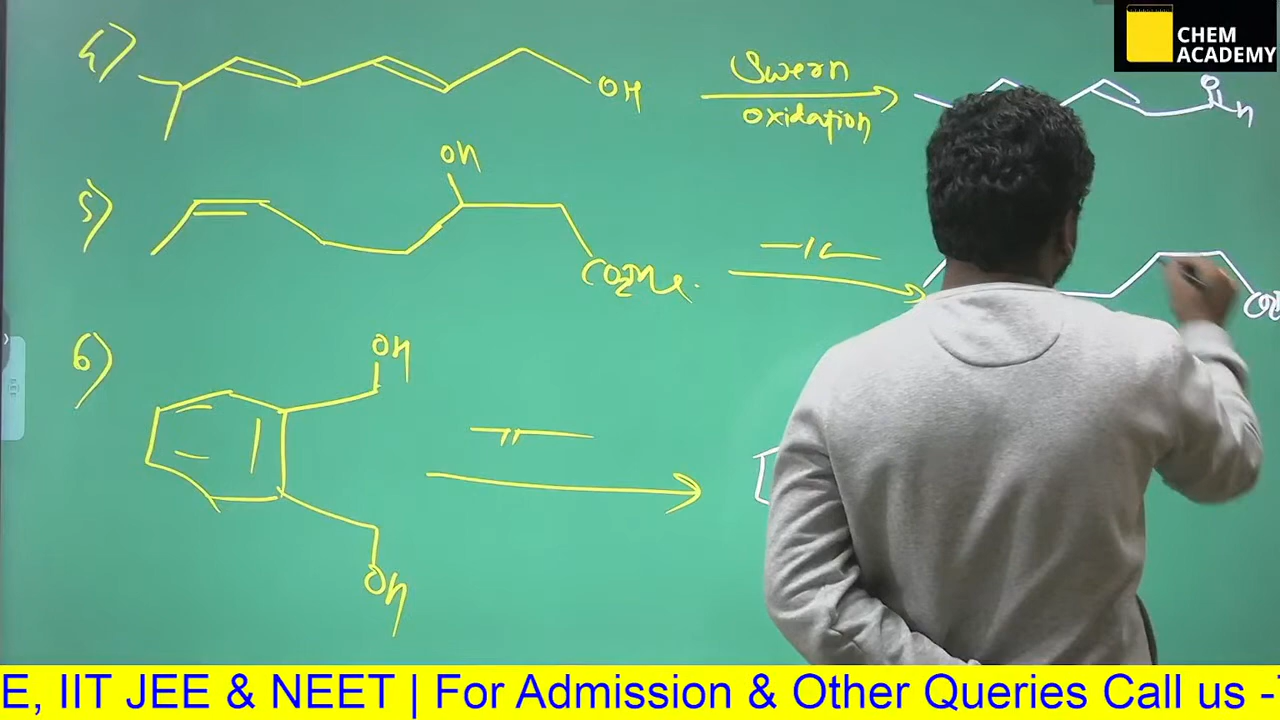 CHEM
ACADEMY
4)
OH
Swern
oxidation
O
H
5)
OH
CO2Me.
6)
OH
OH
E, IIT JEE & NEET | For Admission & Other Queries Call us -